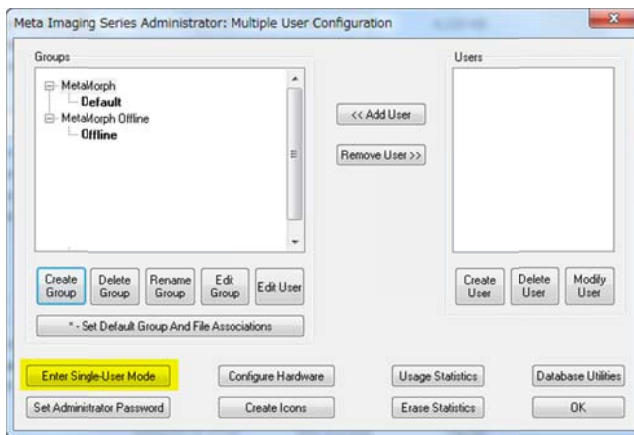 Meta Imaging Series Administrator: Multiple User Configuration
Groups
Users
MetaMorph
Default
MetaMorph Offline
Offline
<< Add User
Remove User >>
Create Group
Delete Group
Rename Group
Edit Group
Edit User
Create User
Delete User
Modify User
* - Set Default Group And File Associations
Enter Single-User Mode
Configure Hardware
Usage Statistics
Database Utilities
Set Administrator Password
Create Icons
Erase Statistics
OK